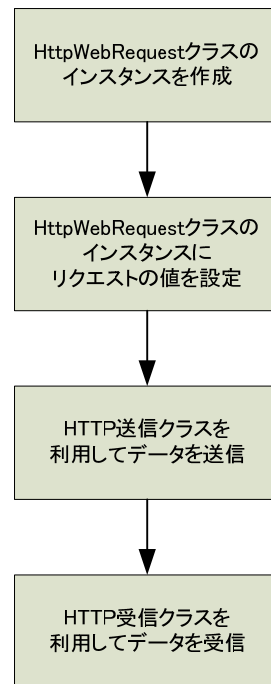 HttpWebRequestクラスの
インスタンスを作成
HttpWebRequestクラスの
インスタンスに
リクエストの値を設定
HTTP送信クラスを
利用してデータを送信
HTTP受信クラスを
利用してデータを受信